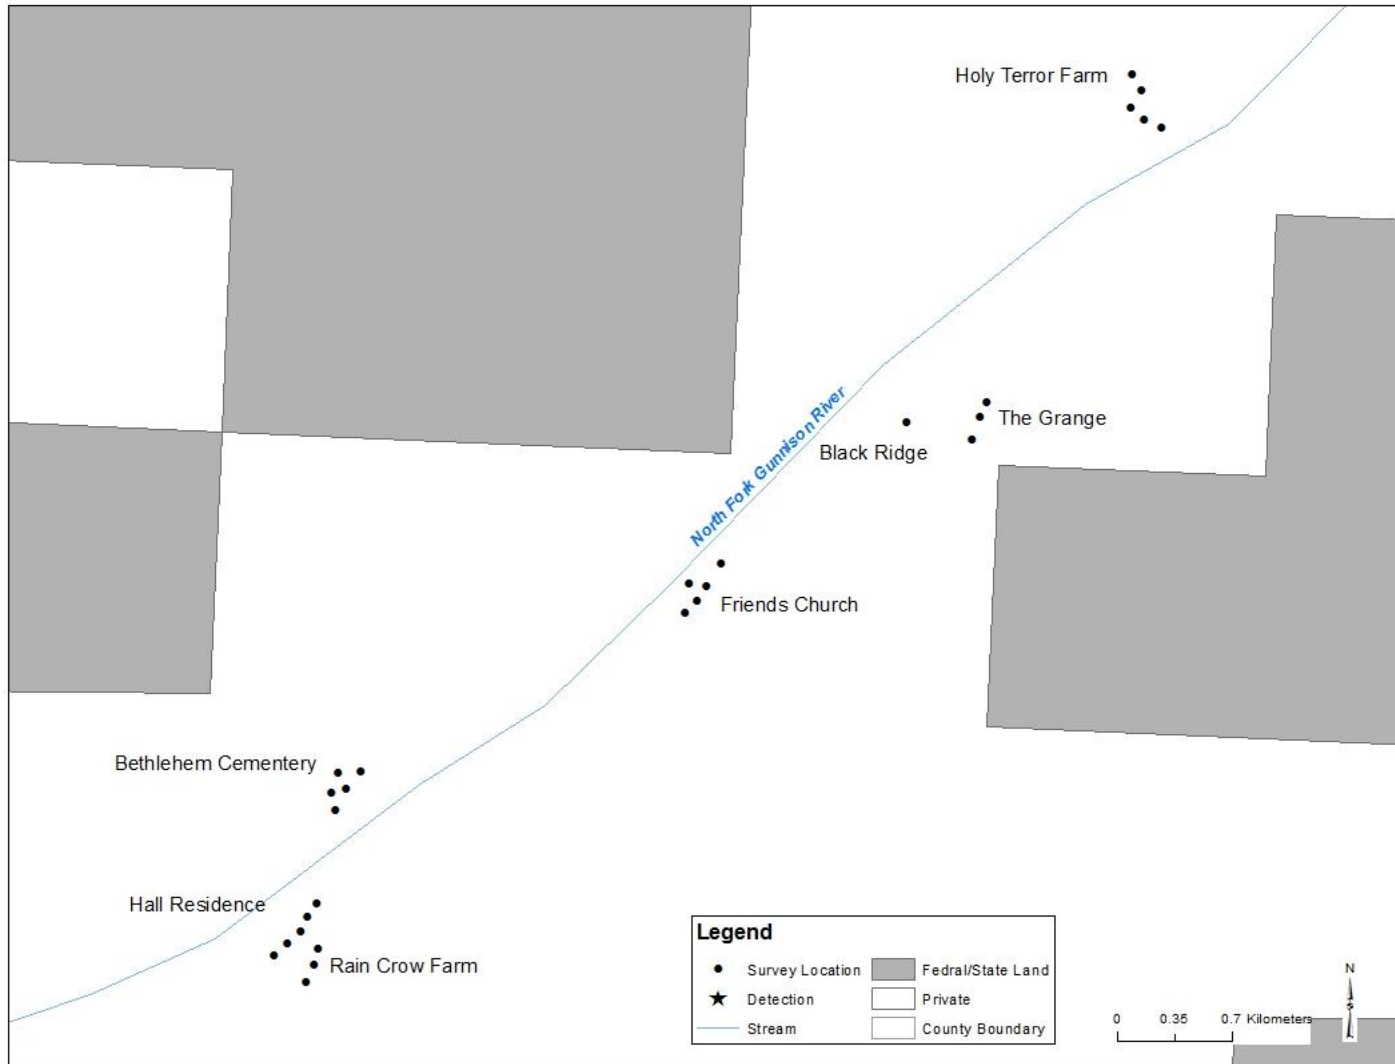 Holy Terror Farm
The Grange
Black Ridge
North Fork Gunnison River
Friends Church
Bethlehem Cementery
Hall Residence
Rain Crow Farm
Legend
Survey Location
Fedral/State Land
Detection
Private
Stream
County Boundary
0 0.35 0.7 Kilometers
N